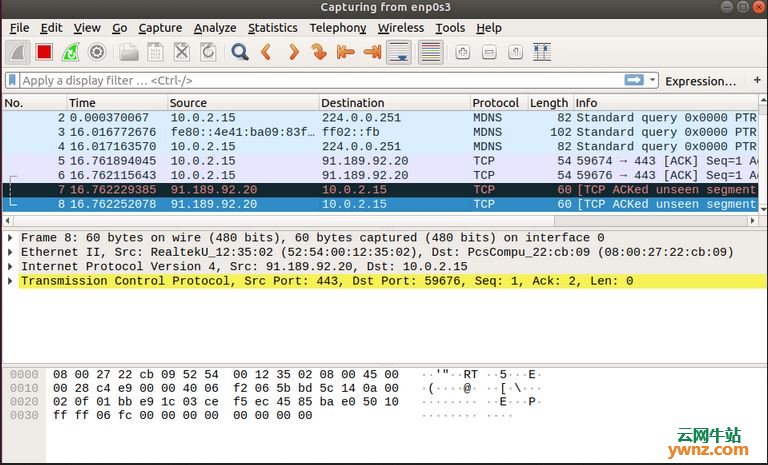 Capturing from enp0s3
File Edit View Go Capture Analyze Statistics Telephony Wireless Tools Help
Apply a display filter … <Ctrl-/> Expression… +
No. Time Source Destination Protocol Length Info
2 0.000370067 10.0.2.15 224.0.0.251 MDNS 82 Standard query 0x0000 PTR
3 16.016772676 fe80::4e41:ba09:83f… ff02::fb MDNS 102 Standard query 0x0000 PTR
4 16.017163570 10.0.2.15 224.0.0.251 MDNS 82 Standard query 0x0000 PTR
5 16.761894045 10.0.2.15 91.189.92.20 TCP 54 59674 → 443 [ACK] Seq=1 A
6 16.762115643 10.0.2.15 91.189.92.20 TCP 54 59676 → 443 [ACK] Seq=1 A
7 16.762229385 91.189.92.20 10.0.2.15 TCP 60 [TCP ACKed unseen segment
8 16.762252078 91.189.92.20 10.0.2.15 TCP 60 [TCP ACKed unseen segment
Frame 8: 60 bytes on wire (480 bits), 60 bytes captured (480 bits) on interface 0
Ethernet II, Src: RealtekU_12:35:02 (52:54:00:12:35:02), Dst: PcsCompu_22:cb:09 (08:00:27:22:cb:09)
Internet Protocol Version 4, Src: 91.189.92.20, Dst: 10.0.2.15
Transmission Control Protocol, Src Port: 443, Dst Port: 59676, Seq: 1, Ack: 2, Len: 0
0000 08 00 27 22 cb 09 52 54 00 12 35 02 08 00 45 00 ··'"··RT ··5···E·
0010 00 28 c4 e9 00 00 40 06 f2 06 5b bd 5c 14 0a 00 ·(····@· ··[·\···
0020 02 0f 01 bb e9 1c 03 ce f5 ec 45 85 ba e0 50 10 ········ ··E···P·
0030 ff ff 06 fc 00 00 00 00 00 00 00 00 ········ ····
云网牛站
ywnz.com